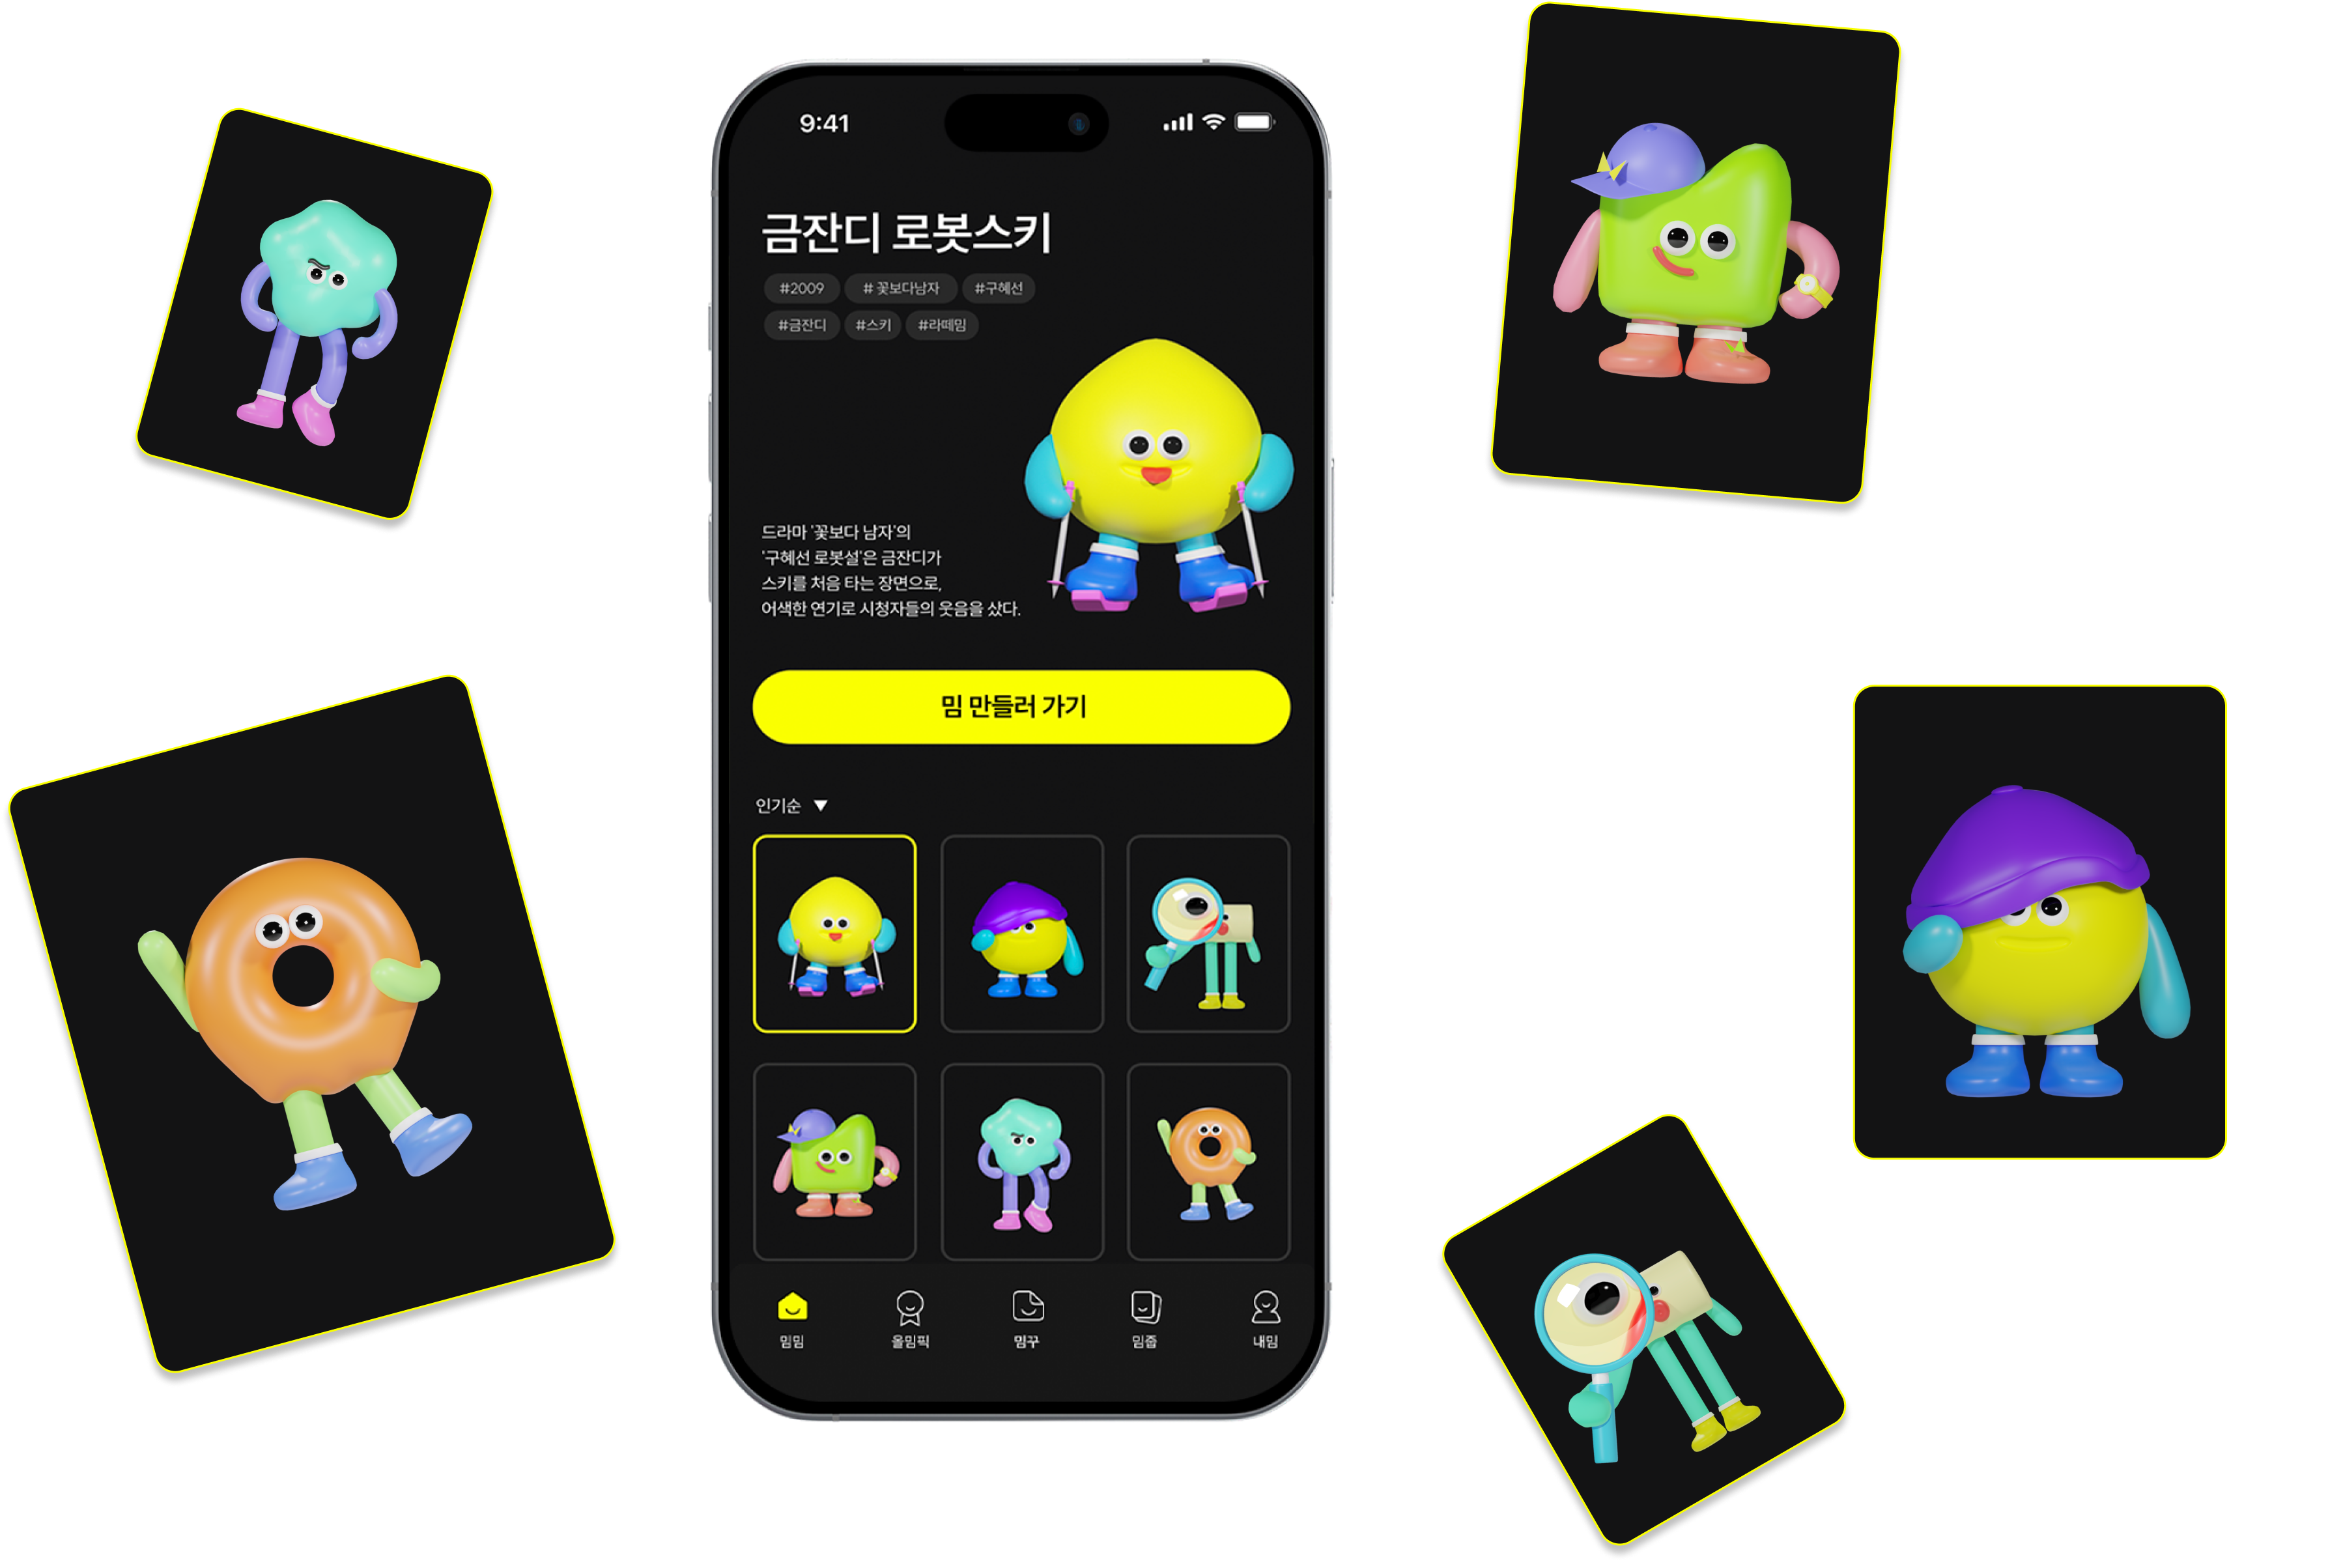 9:41
금잔디 로봇스키
#2009 # 꽃보다남자 #구혜선
#금잔디 #스키 #라떼밈
드라마 '꽃보다 남자'의
'구혜선 로봇설'은 금잔디가
스키를 처음 타는 장면으로,
어색한 연기로 시청자들의 웃음을 샀다.
밈 만들러 가기
인기순 ▼
밈밈 올밈픽 밈꾸 밈줍 내밈